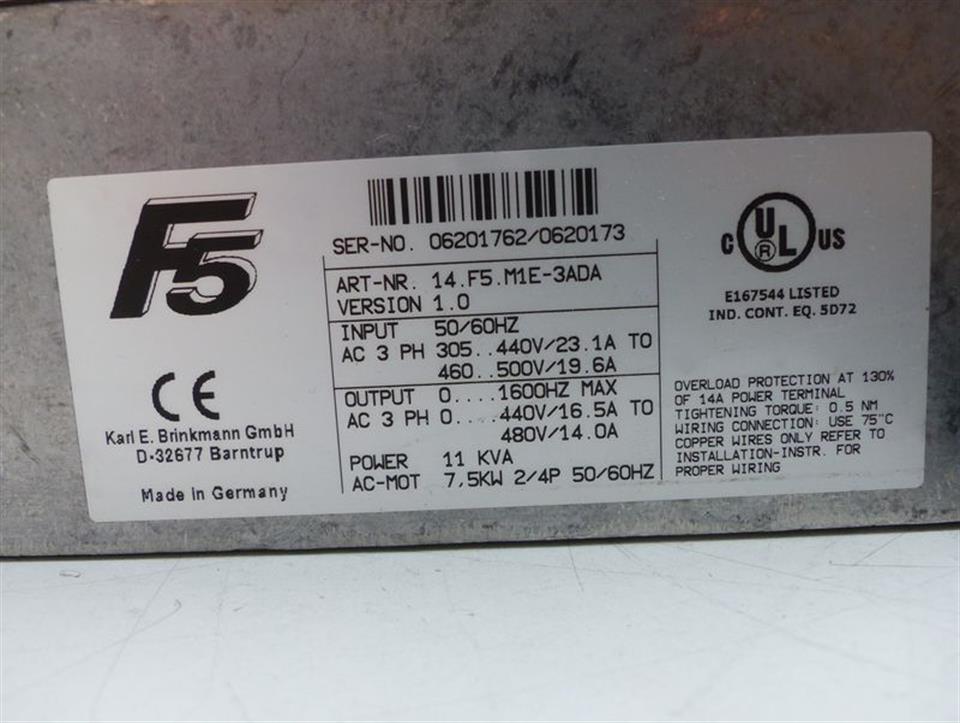 F5
SER-NO. 06201762/0620173
ART-NR. 14.F5.M1E-3ADA
VERSION 1.0
INPUT 50/60HZ
AC 3 PH 305..440V/23.1A TO
460..500V/19.6A
OUTPUT 0....1600HZ MAX
AC 3 PH 0....440V/16.5A TO
480V/14.0A
POWER 11 KVA
AC-MOT 7,5KW 2/4P 50/60HZ
CE
Karl E. Brinkmann GmbH
D-32677 Barntrup
Made in Germany
C UL ® US
E167544 LISTED
IND. CONT. EQ. 5D72
OVERLOAD PROTECTION AT 130%
OF 14A POWER TERMINAL
TIGHTENING TORQUE: 0.5 NM
WIRING CONNECTION: USE 75°C
COPPER WIRES ONLY REFER TO
INSTALLATION-INSTR. FOR
PROPER WIRING